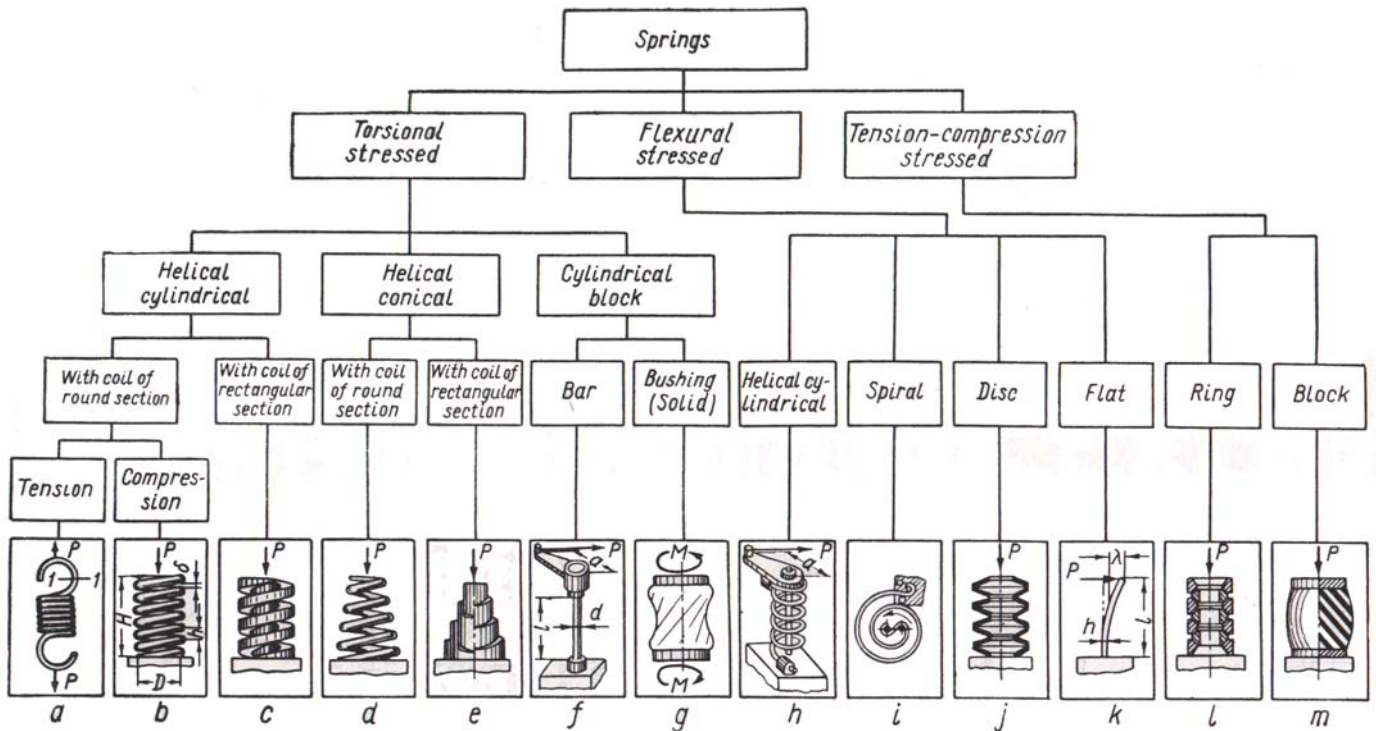 Springs
Torsional
stressed
Flexural
stressed
Tension-compression
stressed
Helical
cylindrical
Helical
conical
Cylindrical
block
With coil of
round section
With coil of
rectangular
section
With coil
of round
section
With coil of
rectangular
section
Bar
Bushing
(Solid)
Helical cy-
lindrical
Spiral
Disc
Flat
Ring
Block
Tension
Compres-
sion
P
1 1
P
P
δ
H
h
D
P
P
P
P
a
l
d
M
M
P
a
P
P
λ
h
l
P
P
a
b
c
d
e
f
g
h
i
j
k
l
m